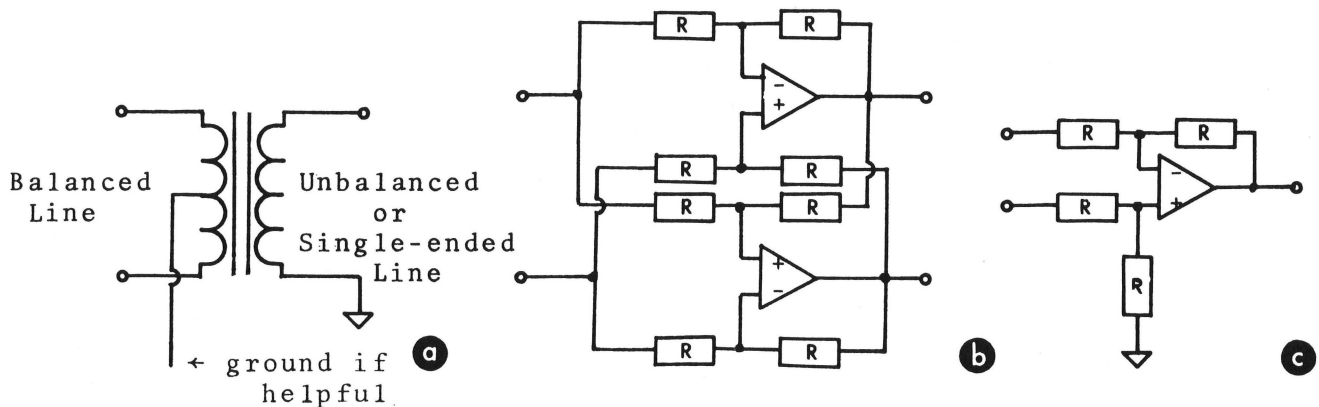 Balanced
Line
Unbalanced
or
Single-ended
Line
← ground if
helpful
a
R
R
-
+
R
R
R
R
+
-
R
R
b
R
R
-
+
R
R
c